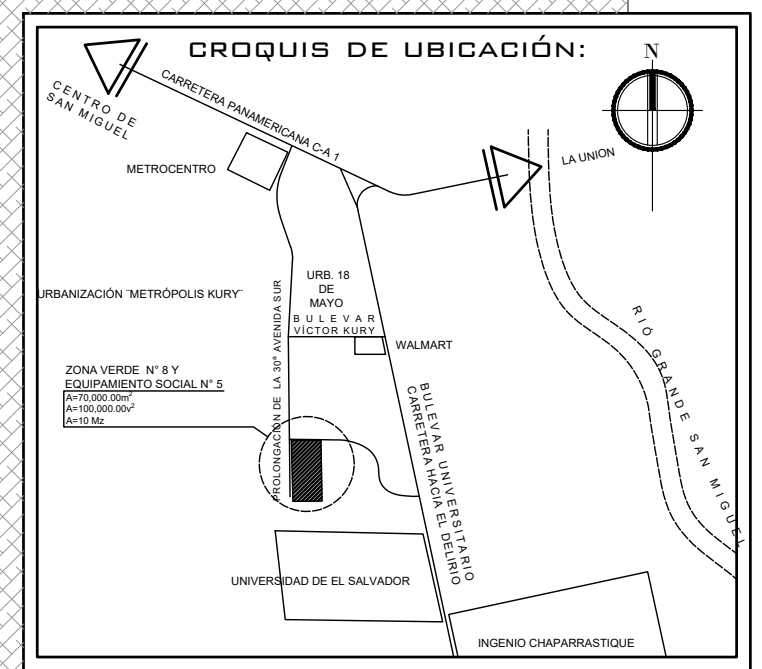 CROQUIS DE UBICACIÓN:
N
CENTRO DE
SAN MIGUEL
CARRETERA PANAMERICANA C-A 1
METROCENTRO
LA UNION
URB. 18
DE
MAYO
URBANIZACIÓN ¨METRÓPOLIS KURY¨
BULEVAR
VÍCTOR KURY
WALMART
PROLONGACIÓN DE LA 30ª AVENIDA SUR
RIÓ GRANDE SAN MIGUEL
ZONA VERDE N° 8 Y
EQUIPAMIENTO SOCIAL N° 5
A=70,000.00m²
A=100,000.00v²
A=10 Mz
BULEVAR UNIVERSITARIO
CARRETERA HACIA EL DELIRIO
UNIVERSIDAD DE EL SALVADOR
INGENIO CHAPARRASTIQUE